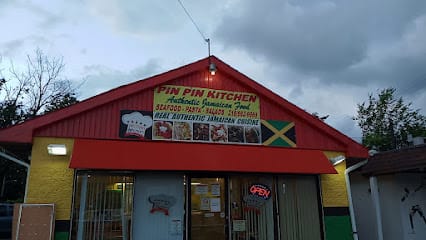 PIN PIN KITCHEN
Authentic Jamaican Food
SEAFOOD - PASTA - SALADS
REAL AUTHENTIC JAMAICAN CUISINE
OPEN